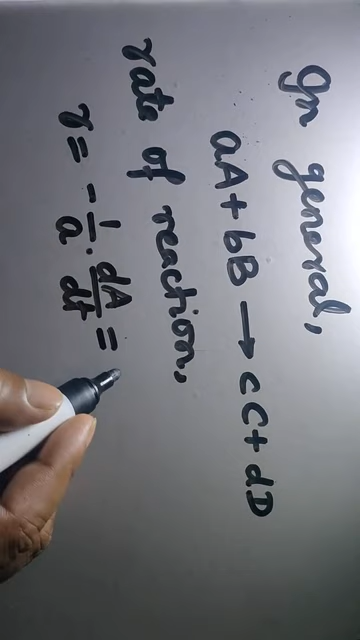 In general,
aA + bB → cC + dD
rate of reaction,
r = - 1/a . dA/dt =